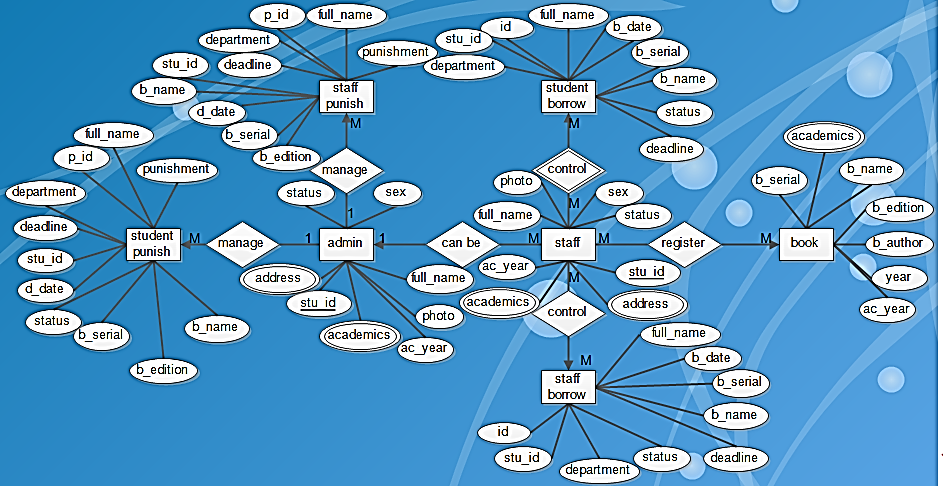 p_id
full_name
full_name
id
b_date
department
stu_id
punishment
b_serial
stu_id
deadline
department
b_name
b_name
staff
punish
student
borrow
d_date
status
full_name
b_serial
M
M
academics
p_id
b_edition
deadline
punishment
manage
control
b_name
photo
b_serial
department
status
sex
M
sex
b_edition
deadline
1
full_name
status
student
punish
M
manage
1
admin
1
can be
M
staff
M
register
M
book
b_author
stu_id
address
full_name
ac_year
M
stu_id
year
d_date
stu_id
academics
address
ac_year
status
photo
control
b_serial
b_name
academics
full_name
ac_year
M
b_date
b_edition
staff
borrow
b_serial
b_name
id
stu_id
status
deadline
department